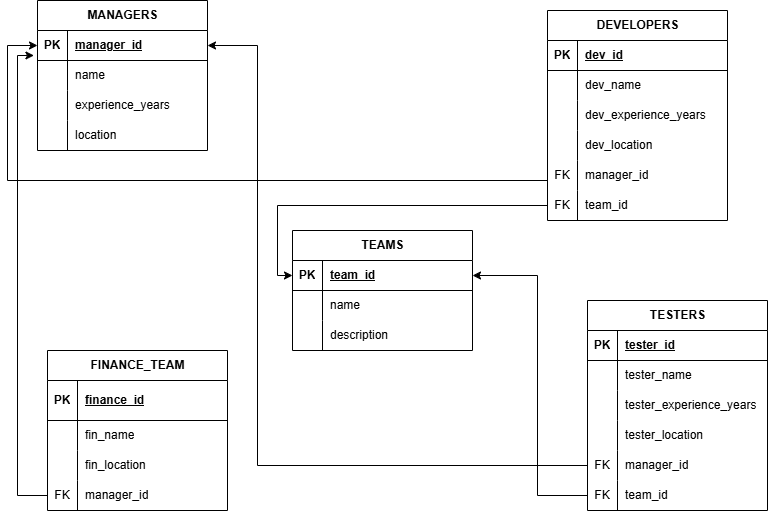 MANAGERS
PK manager_id
name
experience_years
location
DEVELOPERS
PK dev_id
dev_name
dev_experience_years
dev_location
FK manager_id
FK team_id
TEAMS
PK team_id
name
description
TESTERS
PK tester_id
tester_name
tester_experience_years
tester_location
FK manager_id
FK team_id
FINANCE_TEAM
PK finance_id
fin_name
fin_location
FK manager_id